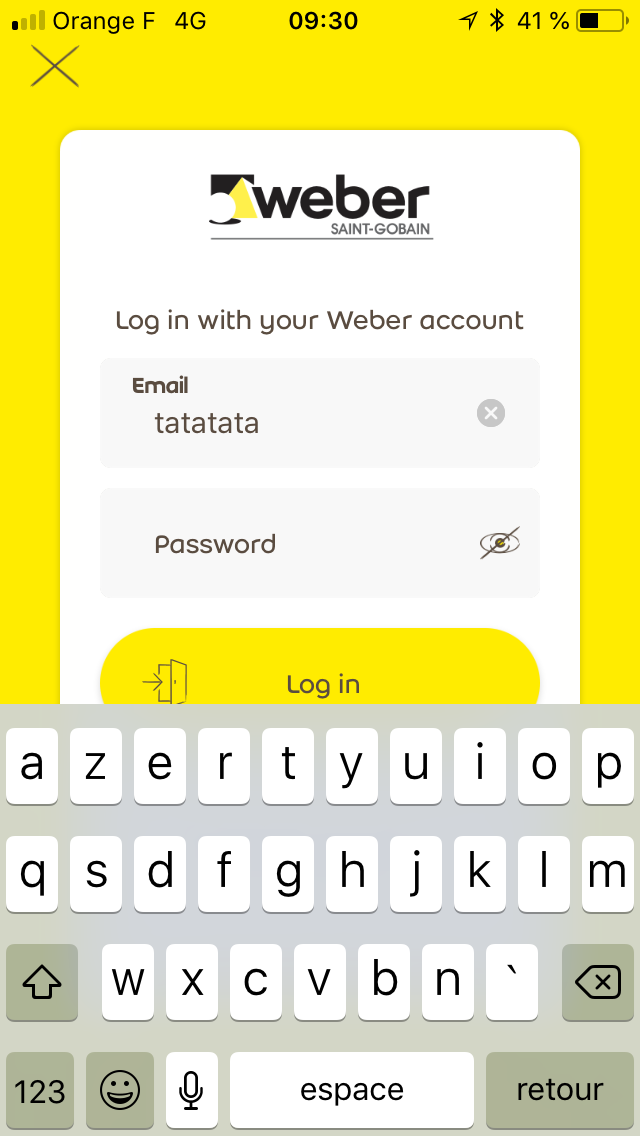 Orange F 4G 09:30 41 %
weber
SAINT-GOBAIN
Log in with your Weber account
Email
tatatata
Password
Log in
a z e r t y u i o p
q s d f g h j k l m
w x c v b n `
123 espace retour